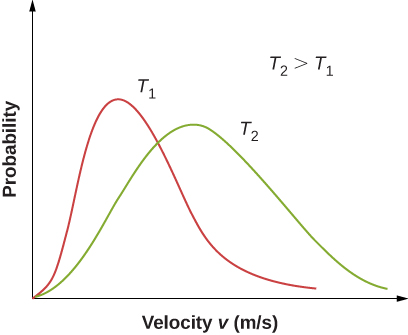 T₂ > T₁
T₁
T₂
Probability
Velocity v (m/s)